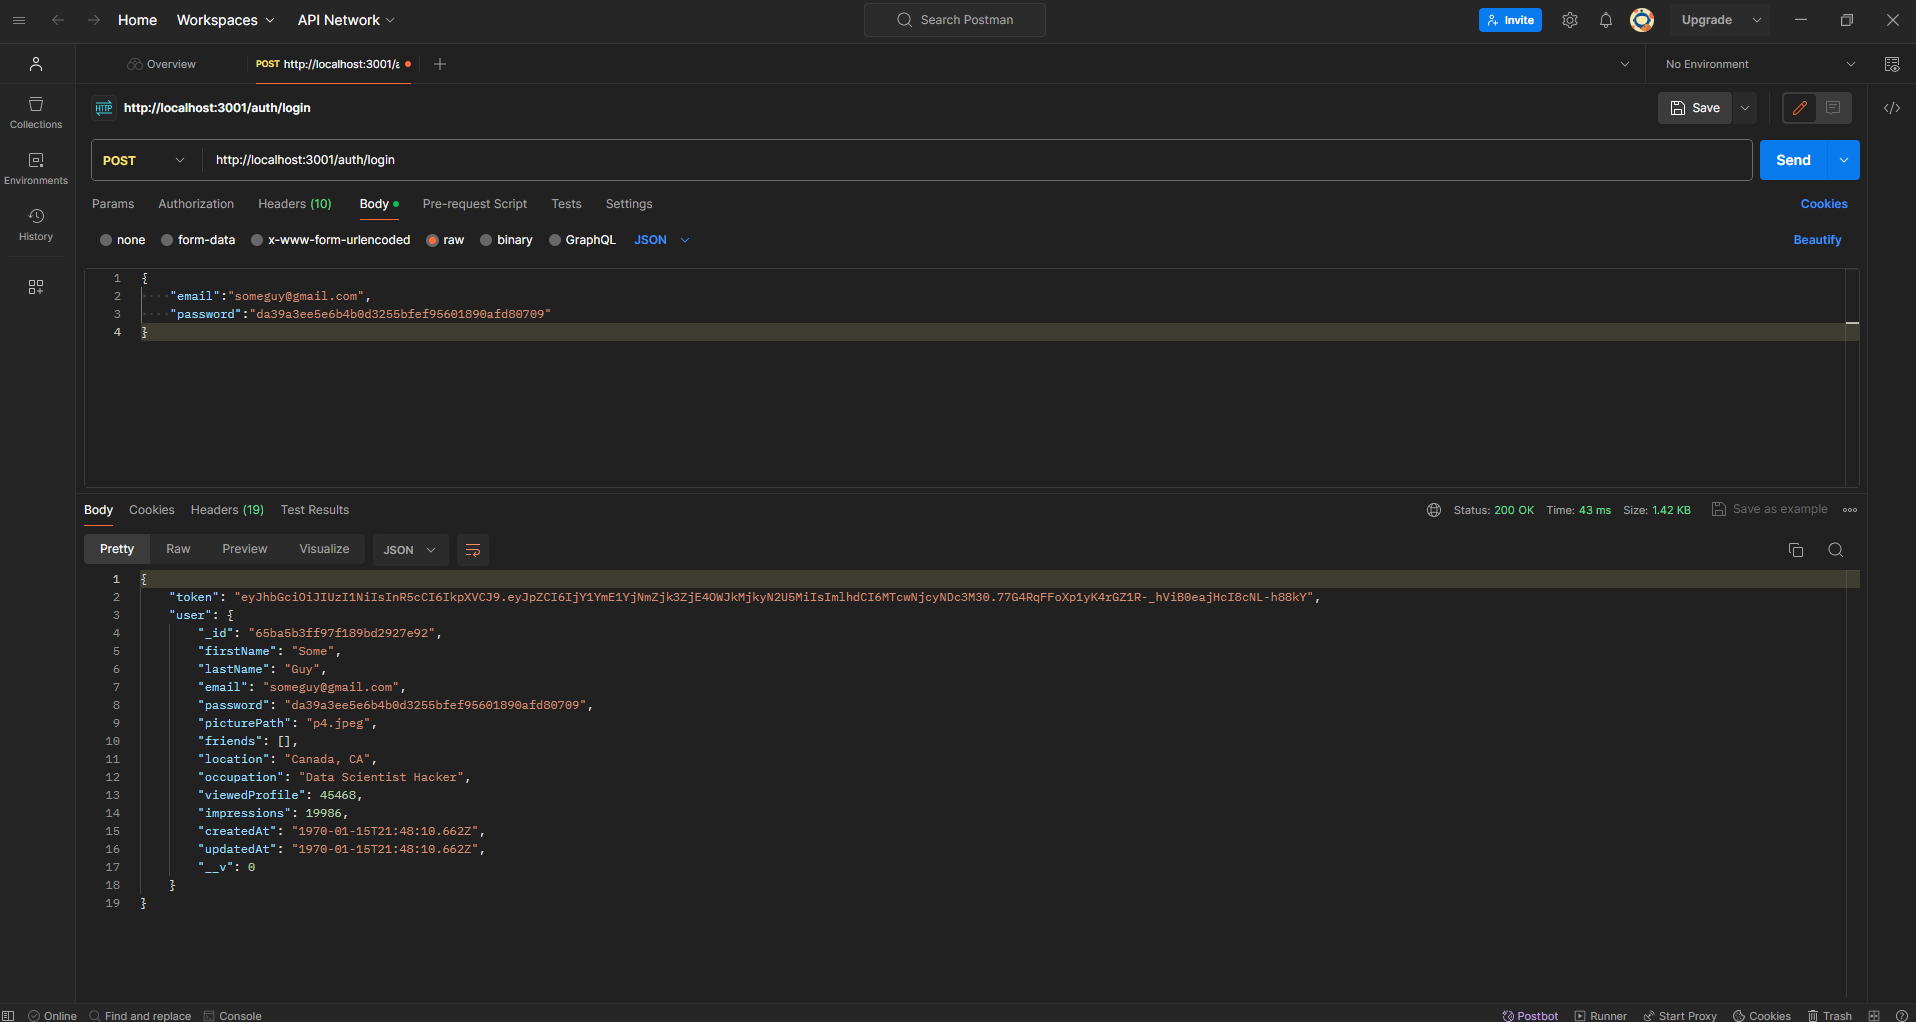 Home Workspaces API Network Search Postman Invite Upgrade
Overview POST http://localhost:3001/a No Environment
HTTP http://localhost:3001/auth/login Save
Collections
POST http://localhost:3001/auth/login Send
Environments
Params Authorization Headers (10) Body Pre-request Script Tests Settings Cookies
History
none form-data x-www-form-urlencoded raw binary GraphQL JSON Beautify
1 {
2 "email":"someguy@gmail.com",
3 "password":"da39a3ee5e6b4b0d3255bfef95601890afd80709"
4 }
Body Cookies Headers (19) Test Results Status: 200 OK Time: 43 ms Size: 1.42 KB Save as example
Pretty Raw Preview Visualize JSON
1 {
2 "token": "eyJhbGciOiJIUzI1NiIsInR5cCI6IkpXVCJ9.eyJpZCI6IjY1YmE1YjNmZjk3ZjE4OWJkMjkyN2U5MiIsImlhdCI6MTcwNjcyNDc3M30.77G4RqFFoXp1yK4rGZ1R-_hViB0eajHcI8cNL-h88kY",
3 "user": {
4 "_id": "65ba5b3ff97f189bd2927e92",
5 "firstName": "Some",
6 "lastName": "Guy",
7 "email": "someguy@gmail.com",
8 "password": "da39a3ee5e6b4b0d3255bfef95601890afd80709",
9 "picturePath": "p4.jpeg",
10 "friends": [],
11 "location": "Canada, CA",
12 "occupation": "Data Scientist Hacker",
13 "viewedProfile": 45468,
14 "impressions": 19986,
15 "createdAt": "1970-01-15T21:48:10.662Z",
16 "updatedAt": "1970-01-15T21:48:10.662Z",
17 "__v": 0
18 }
19 }
Online Find and replace Console Postbot Runner Start Proxy Cookies Trash